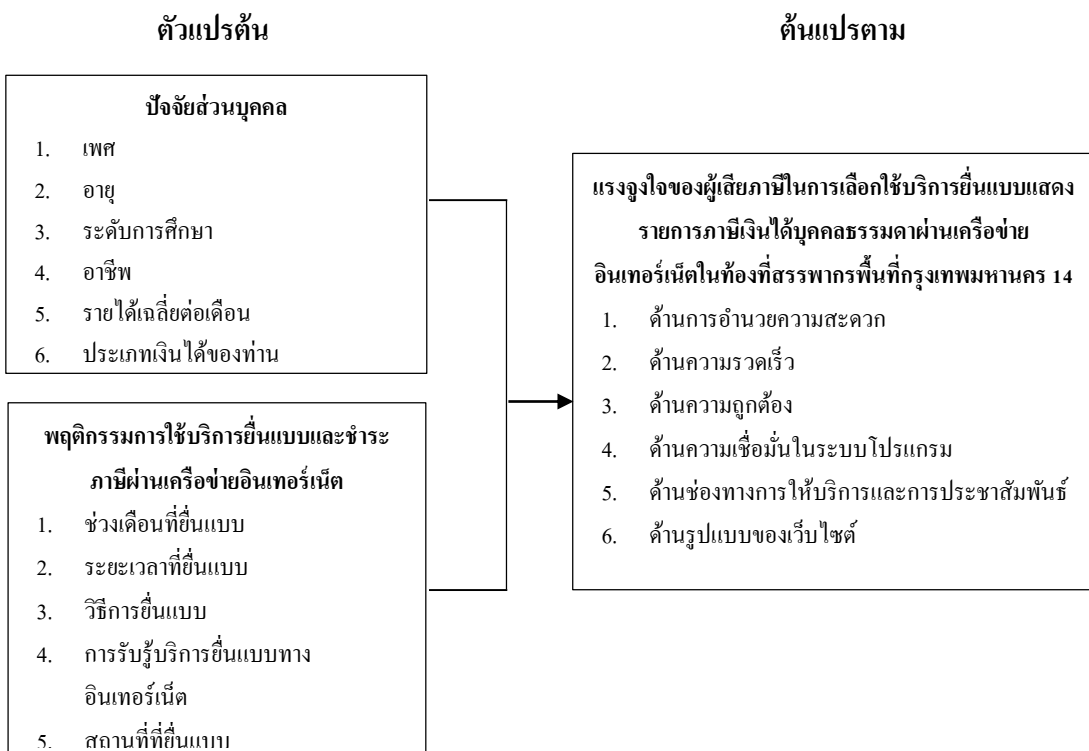 ตัวแปรต้น
ต้นแปรตาม
ปัจจัยส่วนบุคคล
1. เพศ
2. อายุ
3. ระดับการศึกษา
4. อาชีพ
5. รายได้เฉลี่ยต่อเดือน
6. ประเภทเงินได้ของท่าน
พฤติกรรมการใช้บริการยื่นแบบและชำระ
ภาษีผ่านเครือข่ายอินเทอร์เน็ต
1. ช่วงเดือนที่ยื่นแบบ
2. ระยะเวลาที่ยื่นแบบ
3. วิธีการยื่นแบบ
4. การรับรู้บริการยื่นแบบทาง
อินเทอร์เน็ต
5. สถานที่ที่ยื่นแบบ
แรงจูงใจของผู้เสียภาษีในการเลือกใช้บริการยื่นแบบแสดง
รายการภาษีเงินได้บุคคลธรรมดาผ่านเครือข่าย
อินเทอร์เน็ตในท้องที่สรรพากรพื้นที่กรุงเทพมหานคร 14
1. ด้านการอำนวยความสะดวก
2. ด้านความรวดเร็ว
3. ด้านความถูกต้อง
4. ด้านความเชื่อมั่นในระบบโปรแกรม
5. ด้านช่องทางการให้บริการและการประชาสัมพันธ์
6. ด้านรูปแบบของเว็บไซต์